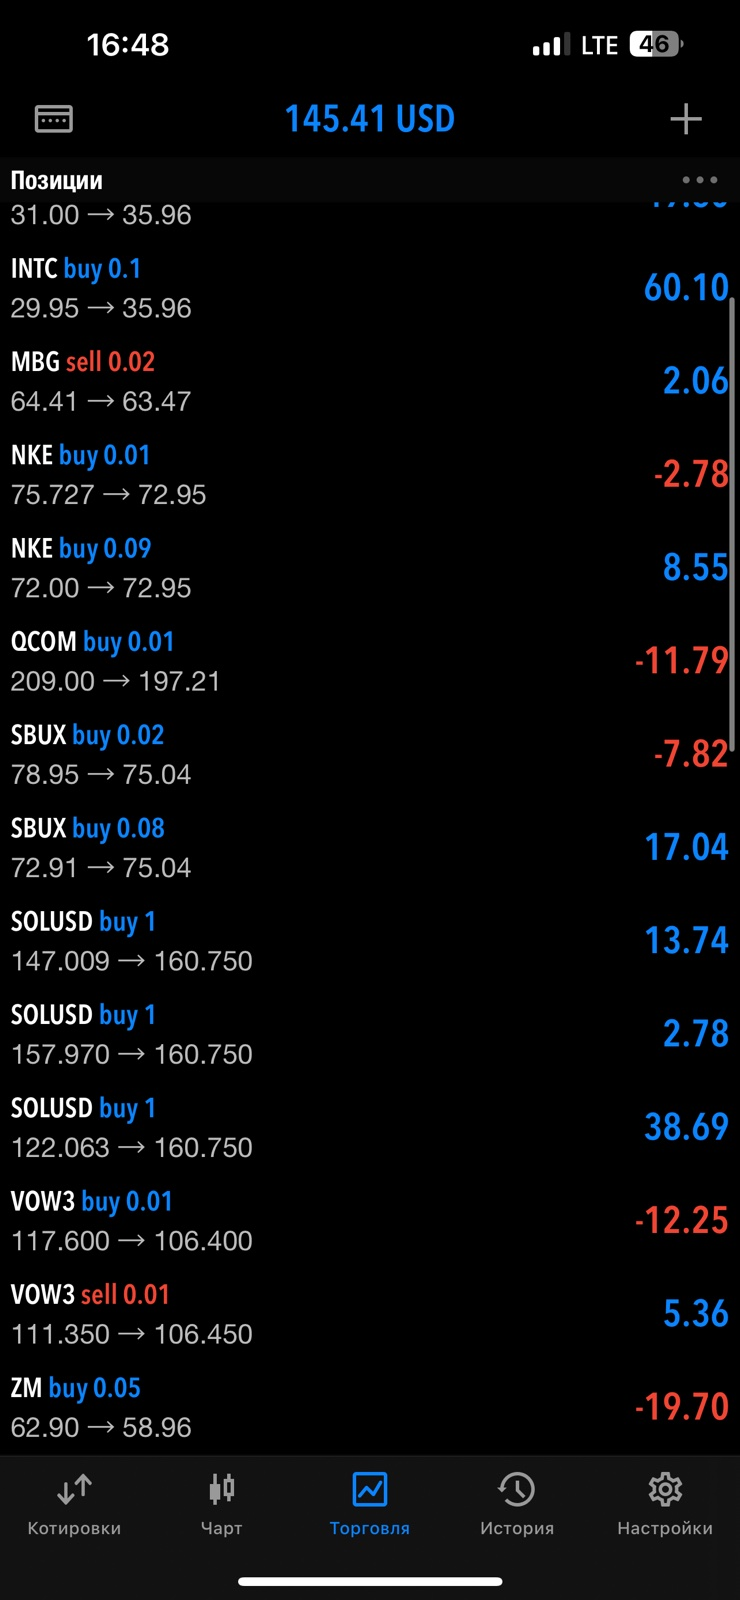 16:48 LTE 46
145.41 USD
Позиции
31.00 → 35.96
INTC buy 0.1 60.10
29.95 → 35.96
MBG sell 0.02 2.06
64.41 → 63.47
NKE buy 0.01 -2.78
75.727 → 72.95
NKE buy 0.09 8.55
72.00 → 72.95
QCOM buy 0.01 -11.79
209.00 → 197.21
SBUX buy 0.02 -7.82
78.95 → 75.04
SBUX buy 0.08 17.04
72.91 → 75.04
SOLUSD buy 1 13.74
147.009 → 160.750
SOLUSD buy 1 2.78
157.970 → 160.750
SOLUSD buy 1 38.69
122.063 → 160.750
VOW3 buy 0.01 -12.25
117.600 → 106.400
VOW3 sell 0.01 5.36
111.350 → 106.450
ZM buy 0.05 -19.70
62.90 → 58.96
Котировки Чарт Торговля История Настройки